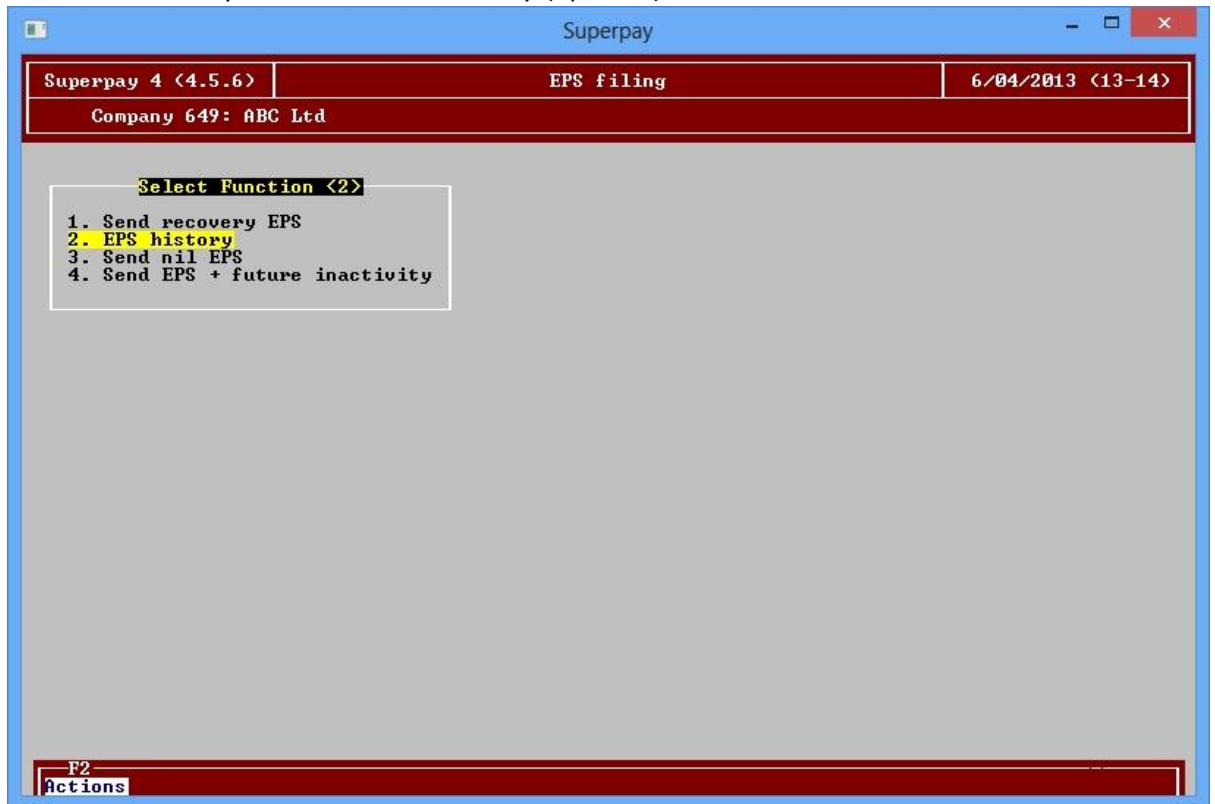 Superpay
Superpay 4 (4.5.6) EPS filing 6/04/2013 (13-14)
Company 649: ABC Ltd
Select Function <2>
1. Send recovery EPS
2. EPS history
3. Send nil EPS
4. Send EPS + future inactivity
F2
Actions